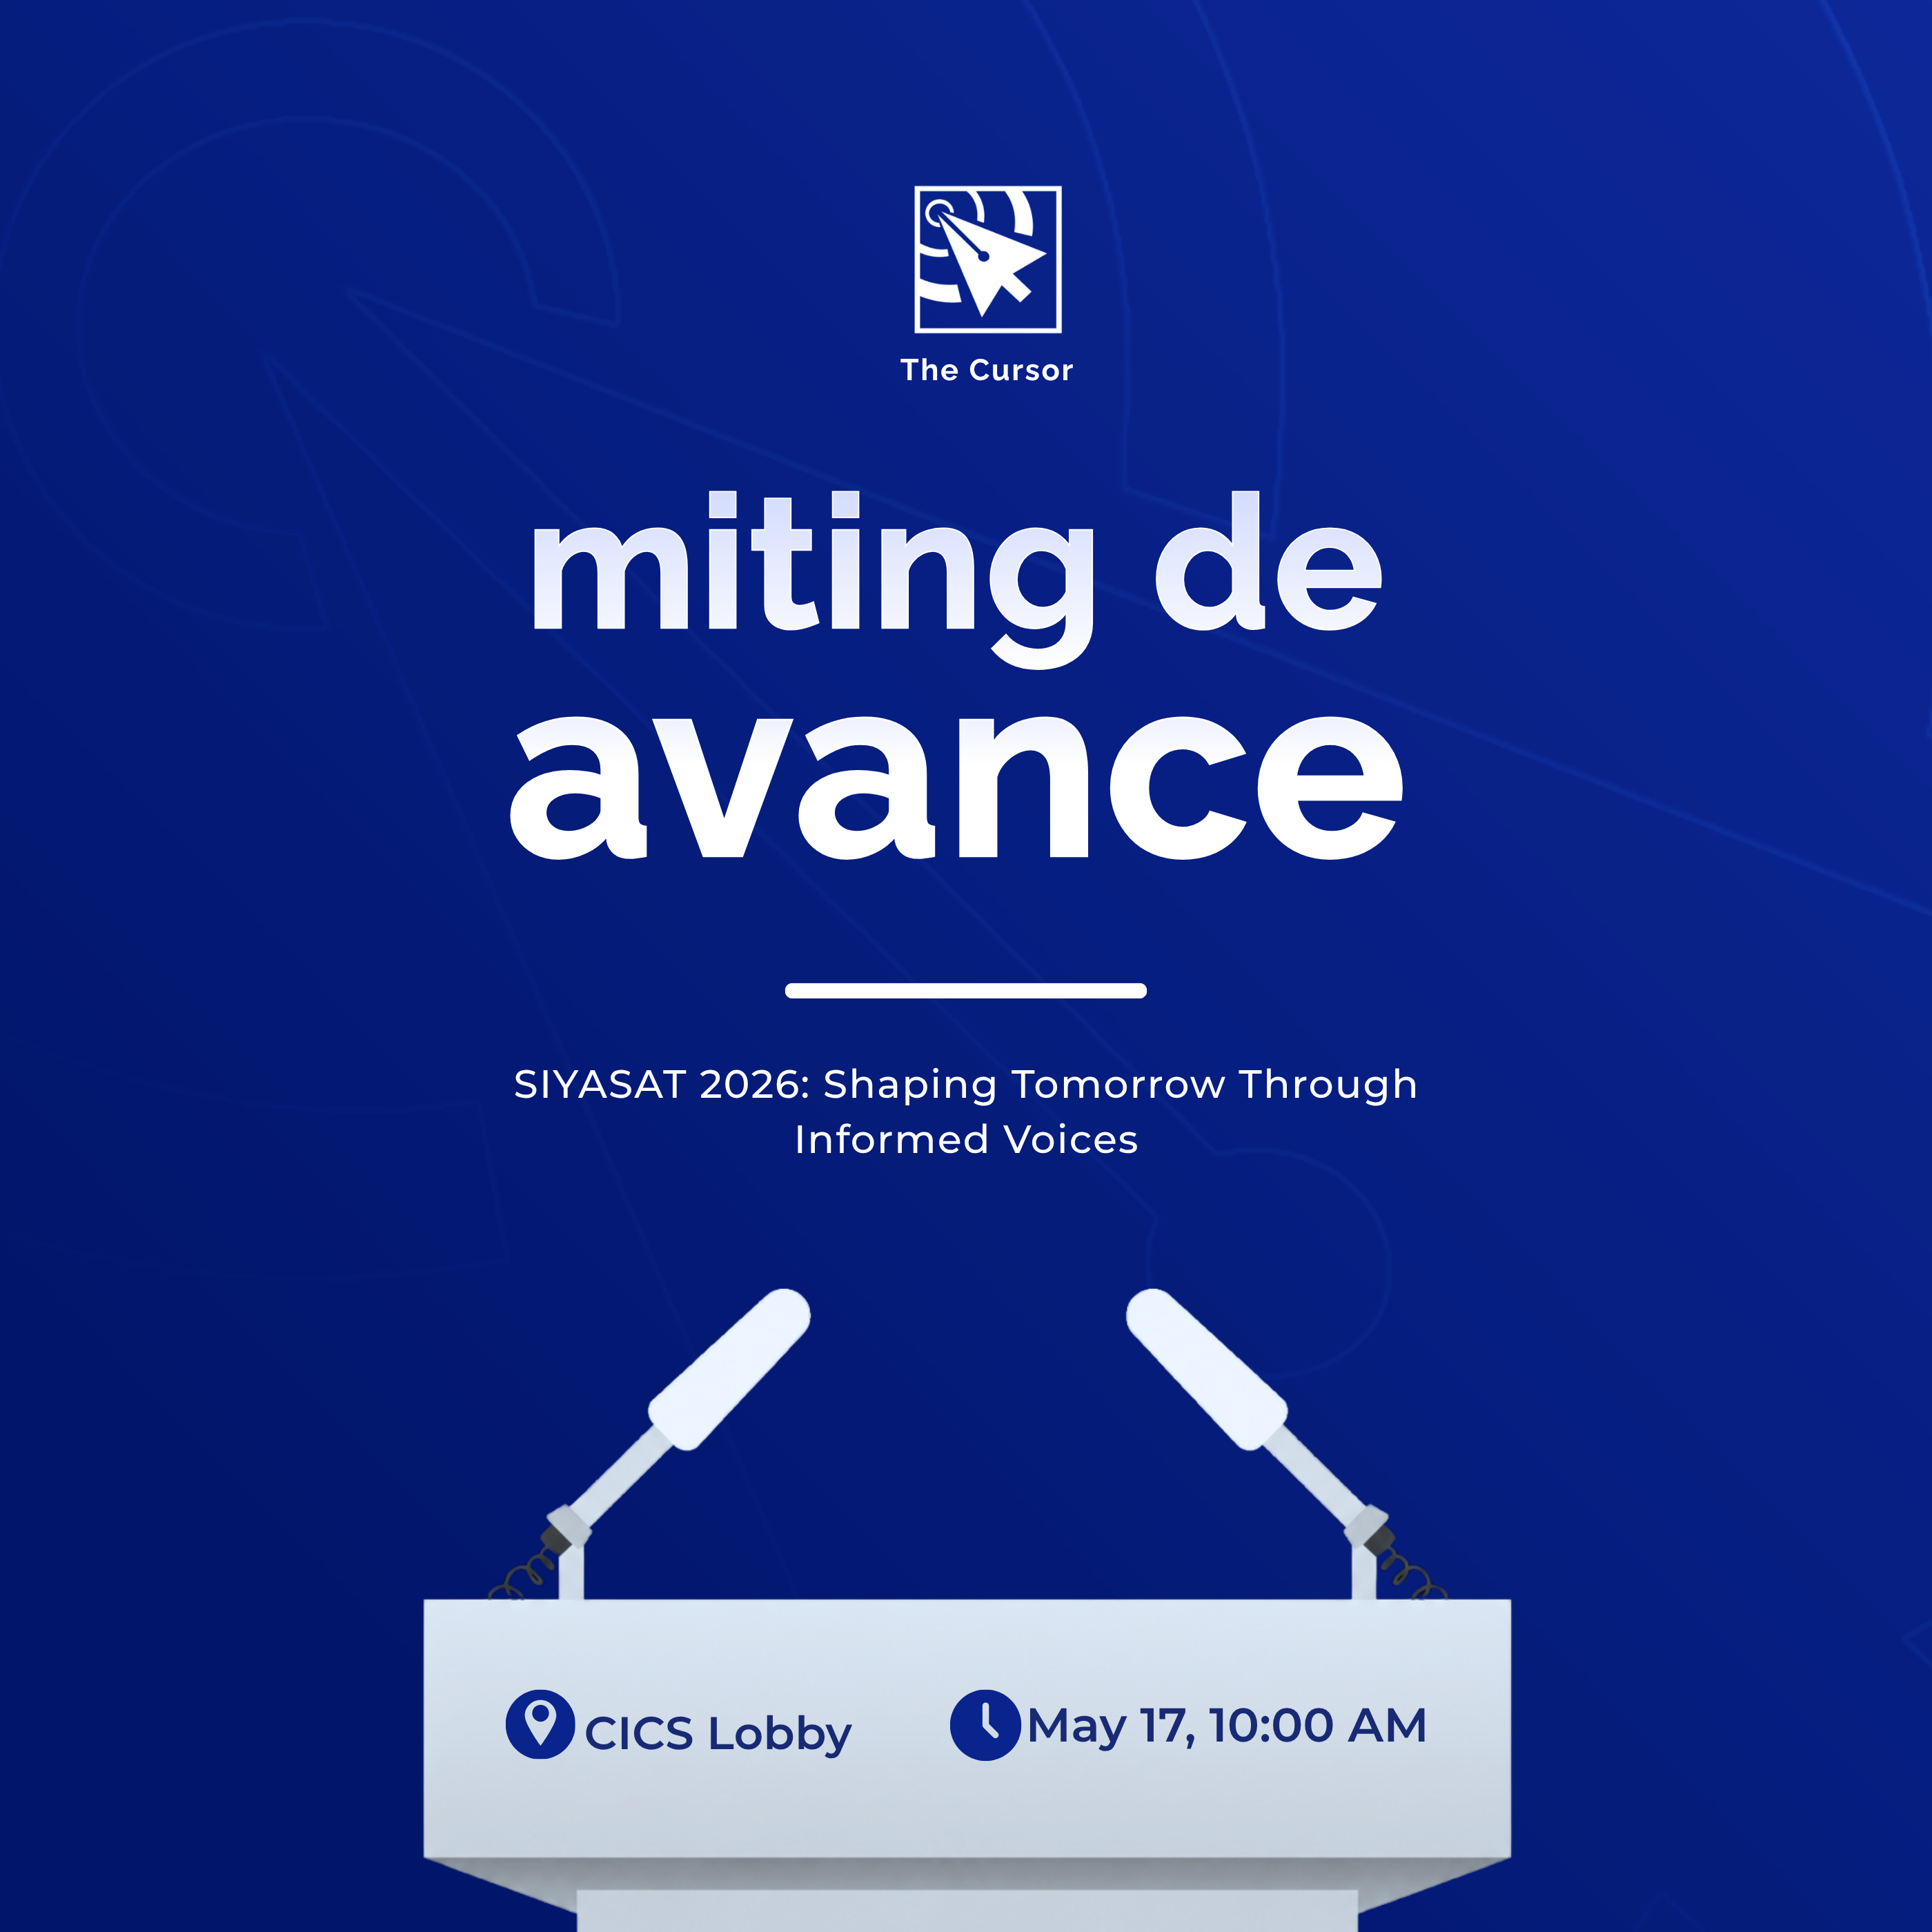 The Cursor
miting de
avance
SIYASAT 2026: Shaping Tomorrow Through
Informed Voices
CICS Lobby
May 17, 10:00 AM